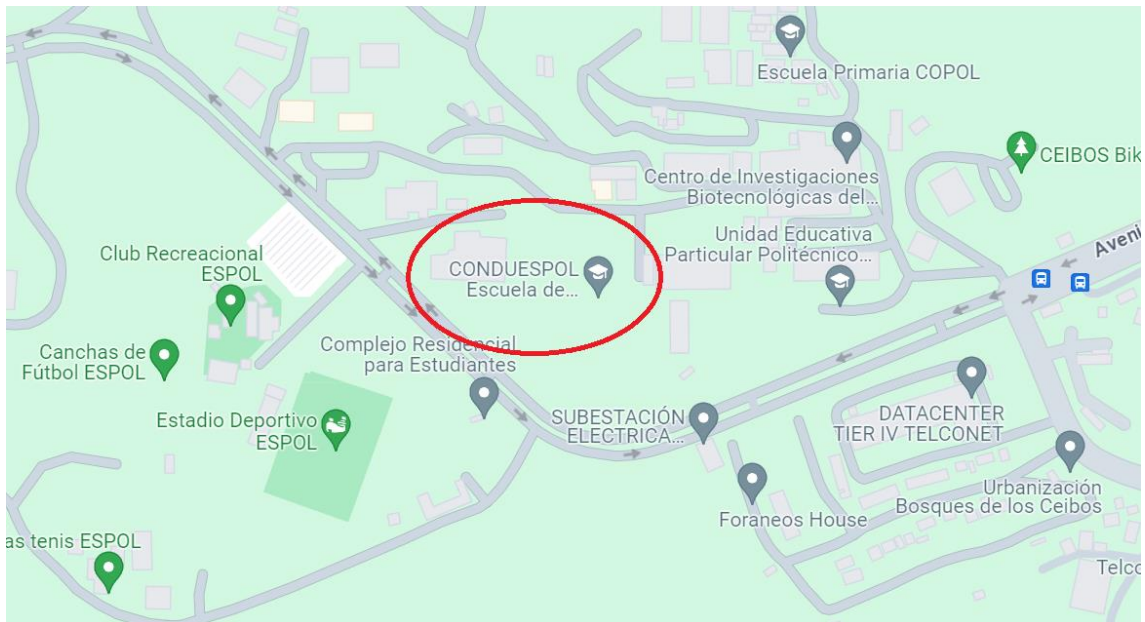 Escuela Primaria COPOL
CEIBOS Bik
Centro de Investigaciones
Biotecnológicas del...
Aveni
Unidad Educativa
Particular Politécnico...
Club Recreacional
ESPOL
CONDUESPOL
Escuela de...
Complejo Residencial
para Estudiantes
Canchas de
Fútbol ESPOL
Estadio Deportivo
ESPOL
SUBESTACIÓN
ELECTRICA...
DATACENTER
TIER IV TELCONET
Urbanización
Bosques de los Ceibos
Foraneos House
as tenis ESPOL
Telco